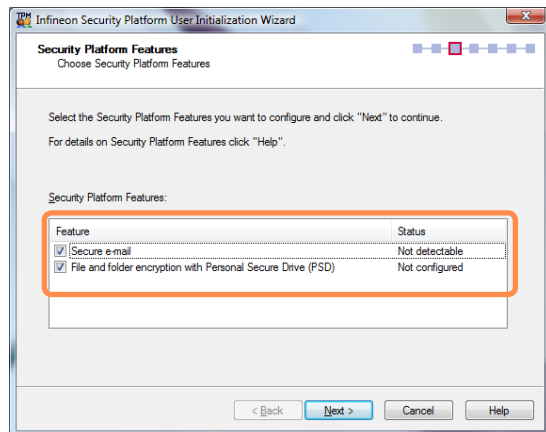 TPM Infineon Security Platform User Initialization Wizard
Security Platform Features
Choose Security Platform Features
Select the Security Platform Features you want to configure and click "Next" to continue.
For details on Security Platform Features click "Help".
Security Platform Features:
Feature Status
Secure e-mail Not detectable
File and folder encryption with Personal Secure Drive (PSD) Not configured
< Back Next > Cancel Help